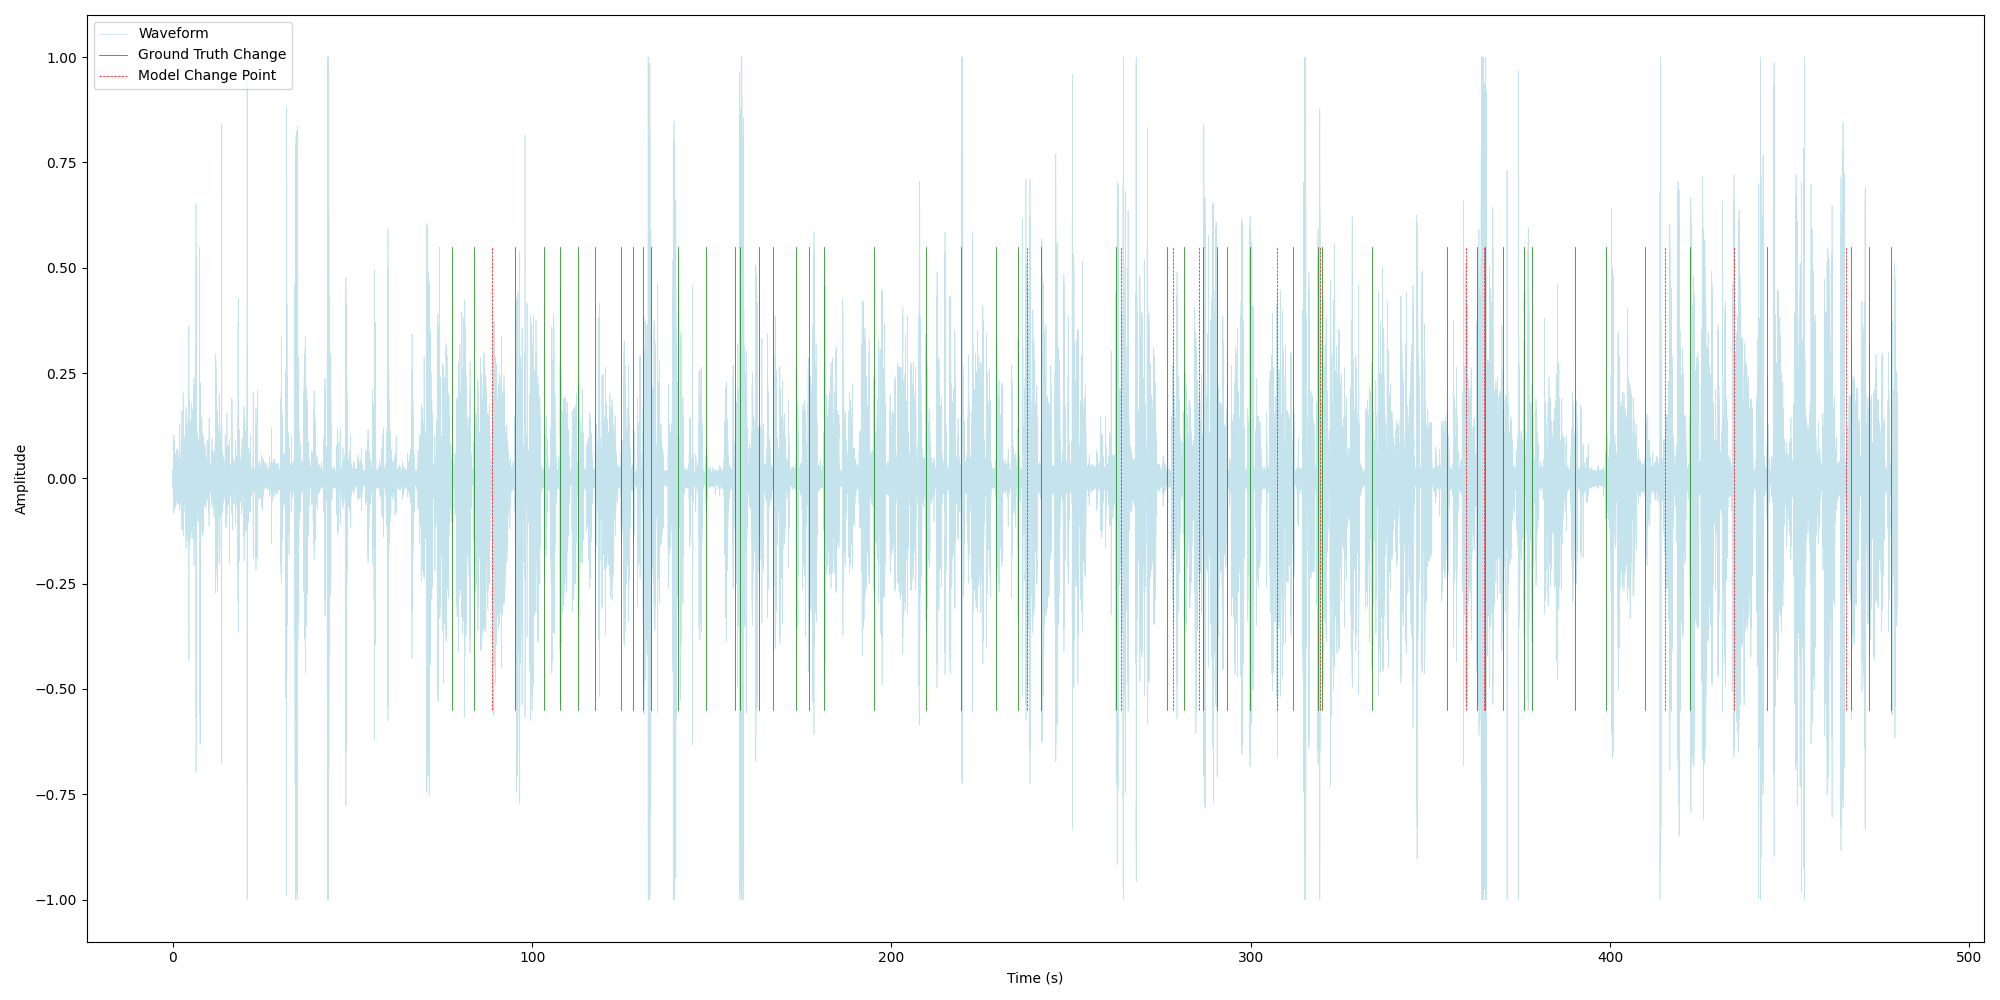 Waveform
Ground Truth Change
Model Change Point
1.00
0.75
0.50
0.25
0.00
−0.25
−0.50
−0.75
−1.00
Amplitude
0 100 200 300 400 500
Time (s)